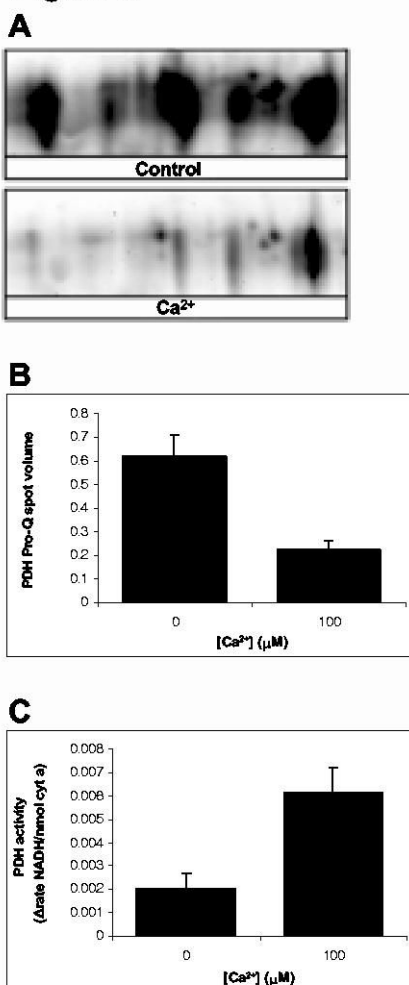 A
Control
Ca²⁺
B
PDH Pro-Q spot volume
0.8
0.7
0.6
0.5
0.4
0.3
0.2
0.1
0
0 100
[Ca²⁺] (µM)
C
PDH activity
(Δrate NADH/nmol cyt a)
0.008
0.007
0.006
0.005
0.004
0.003
0.002
0.001
0
0 100
[Ca²⁺] (µM)